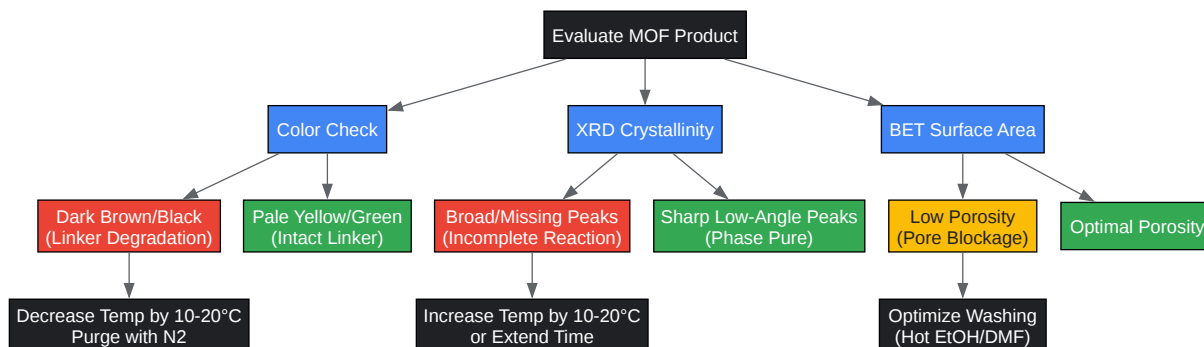 Evaluate MOF Product
Color Check
XRD Crystallinity
BET Surface Area
Dark Brown/Black
(Linker Degradation)
Pale Yellow/Green
(Intact Linker)
Broad/Missing Peaks
(Incomplete Reaction)
Sharp Low-Angle Peaks
(Phase Pure)
Low Porosity
(Pore Blockage)
Optimal Porosity
Decrease Temp by 10-20°C
Purge with N2
Increase Temp by 10-20°C
or Extend Time
Optimize Washing
(Hot EtOH/DMF)